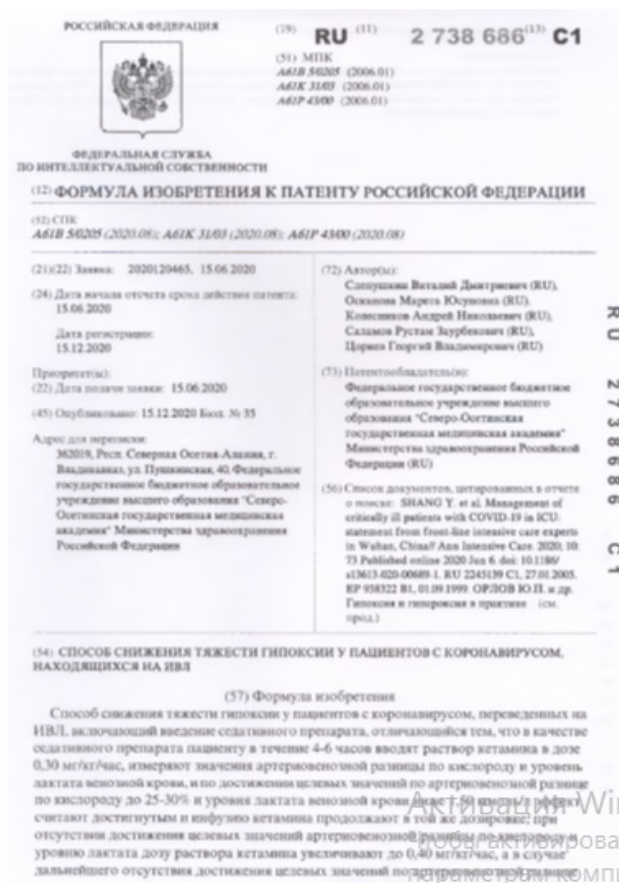 РОССИЙСКАЯ ФЕДЕРАЦИЯ
ФЕДЕРАЛЬНАЯ СЛУЖБА
ПО ИНТЕЛЛЕКТУАЛЬНОЙ СОБСТВЕННОСТИ
(19) RU (11) 2 738 686 (13) C1
(51) МПК
A61B 5/0205 (2006.01)
A61K 31/03 (2006.01)
A61P 43/00 (2006.01)
(12) ФОРМУЛА ИЗОБРЕТЕНИЯ К ПАТЕНТУ РОССИЙСКОЙ ФЕДЕРАЦИИ
(52) СПК
A61B 5/0205 (2020.08); A61K 31/03 (2020.08); A61P 43/00 (2020.08)
(21)(22) Заявка: 2020120465, 15.06.2020
(24) Дата начала отсчета срока действия патента:
15.06.2020
Дата регистрации:
15.12.2020
Приоритет(ы):
(22) Дата подачи заявки: 15.06.2020
(45) Опубликовано: 15.12.2020 Бюл. № 35
Адрес для переписки:
362019, Респ. Северная Осетия-Алания, г.
Владикавказ, ул. Пушкинская, 40, Федеральное
государственное бюджетное образовательное
учреждение высшего образования "Северо-
Осетинская государственная медицинская
академия" Министерства здравоохранения
Российской Федерации
(72) Автор(ы):
Слепушкин Виталий Дмитриевич (RU),
Осканова Марета Юсуповна (RU),
Колесников Андрей Николаевич (RU),
Саламов Рустам Заурбекович (RU),
Цориев Георгий Владимирович (RU)
(73) Патентообладатель(и):
Федеральное государственное бюджетное
образовательное учреждение высшего
образования "Северо-Осетинская
государственная медицинская академия"
Министерства здравоохранения Российской
Федерации (RU)
(56) Список документов, цитированных в отчете
о поиске: SHANG Y. et al. Management of
critically ill patients with COVID-19 in ICU:
statement from front-line intensive care experts
in Wuhan, China// Ann Intensive Care. 2020; 10:
73 Published online 2020 Jun 6. doi: 10.1186/
s13613-020-00689-1. RU 2245139 C1, 27.01.2005.
EP 958322 B1, 01.09.1999. ОРЛОВ Ю.П. и др.
Гипоксия и гипероксия в практике (см.
прод.)
RU 2738686 C1
(54) СПОСОБ СНИЖЕНИЯ ТЯЖЕСТИ ГИПОКСИИ У ПАЦИЕНТОВ С КОРОНАВИРУСОМ,
НАХОДЯЩИХСЯ НА ИВЛ
(57) Формула изобретения
Способ снижения тяжести гипоксии у пациентов с коронавирусом, переведенных на
ИВЛ, включающий введение седативного препарата, отличающийся тем, что в качестве
седативного препарата пациенту в течение 4-6 часов вводят раствор кетамина в дозе
0,30 мг/кг/час, измеряют значения артериовенозной разницы по кислороду и уровень
лактата венозной крови, и по достижении целевых значений по артериовенозной разнице
по кислороду до 25-30% и уровня лактата венозной крови ниже эффект
считают достигнутым и инфузию кетамина продолжают в той же дозировке; при
отсутствии достижения целевых значений артериовенозной разницы по кислороду и
уровню лактата дозу раствора кетамина увеличивают до 0,40 мг/кг/час, а в случае
дальнейшего отсутствия достижения целевых значений по артериовенозной разнице
Активация Win
чтобы активирова
параметрам компь